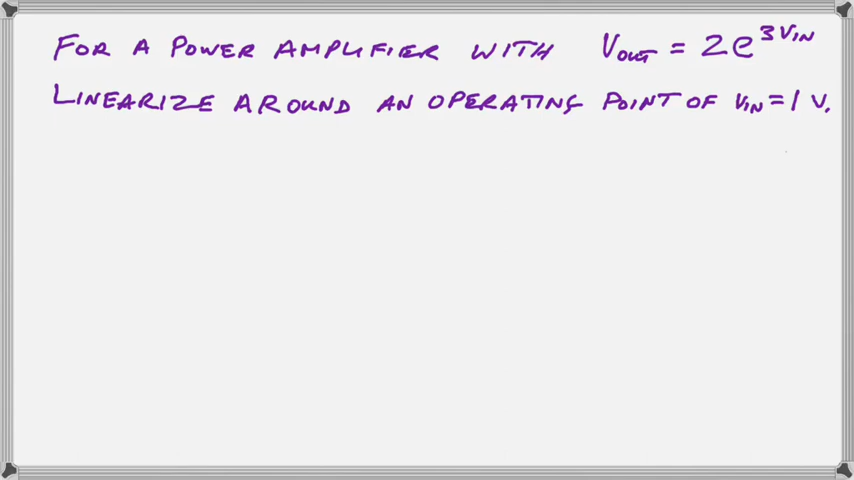 FOR A POWER AMPLIFIER WITH V_OUT = 2e^{3V_IN}
LINEARIZE AROUND AN OPERATING POINT OF V_IN = 1 V.